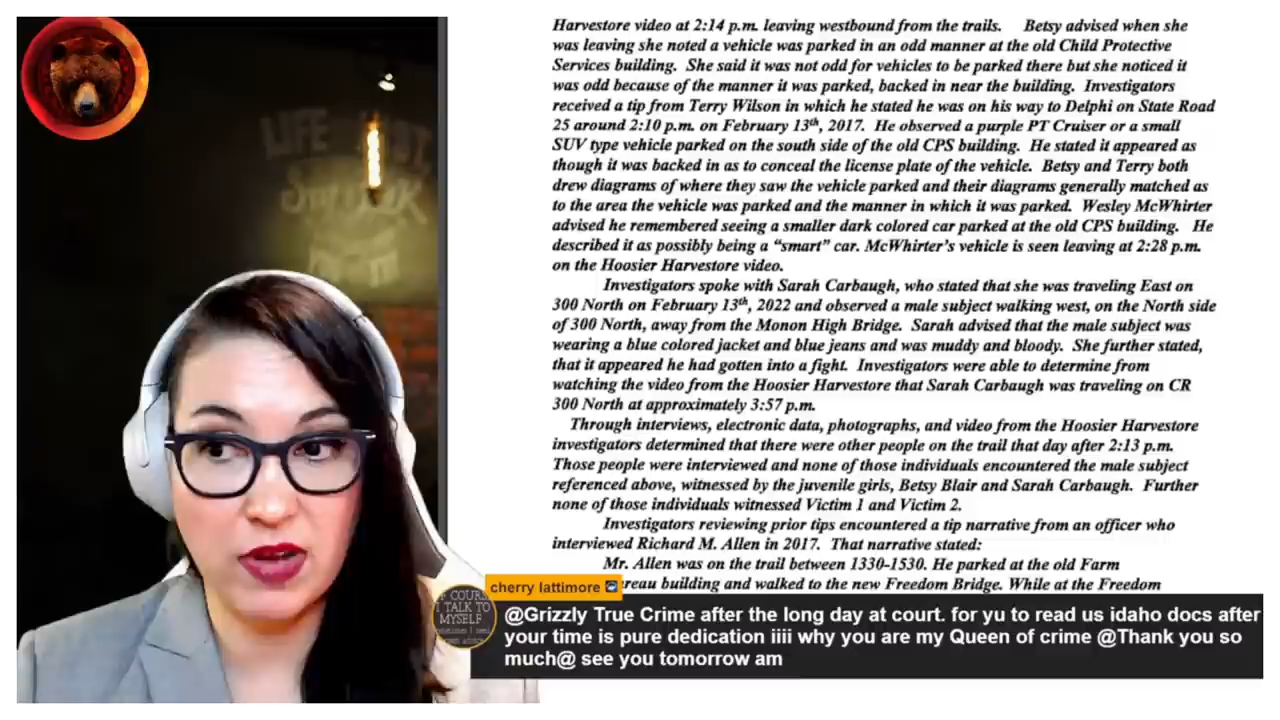 Harvestore video at 2:14 p.m. leaving westbound from the trails. Betsy advised when she
was leaving she noted a vehicle was parked in an odd manner at the old Child Protective
Services building. She said it was not odd for vehicles to be parked there but she noticed it
was odd because of the manner it was parked, backed in near the building. Investigators
received a tip from Terry Wilson in which he stated he was on his way to Delphi on State Road
25 around 2:10 p.m. on February 13th, 2017. He observed a purple PT Cruiser or a small
SUV type vehicle parked on the south side of the old CPS building. He stated it appeared as
though it was backed in as to conceal the license plate of the vehicle. Betsy and Terry both
drew diagrams of where they saw the vehicle parked and their diagrams generally matched as
to the area the vehicle was parked and the manner in which it was parked. Wesley McWhirter
advised he remembered seeing a smaller dark colored car parked at the old CPS building. He
described it as possibly being a “smart” car. McWhirter's vehicle is seen leaving at 2:28 p.m.
on the Hoosier Harvestore video.
Investigators spoke with Sarah Carbaugh, who stated that she was traveling East on
300 North on February 13th, 2022 and observed a male subject walking west, on the North side
of 300 North, away from the Monon High Bridge. Sarah advised that the male subject was
wearing a blue colored jacket and blue jeans and was muddy and bloody. She further stated,
that it appeared he had gotten into a fight. Investigators were able to determine from
watching the video from the Hoosier Harvestore that Sarah Carbaugh was traveling on CR
300 North at approximately 3:57 p.m.
Through interviews, electronic data, photographs, and video from the Hoosier Harvestore
investigators determined that there were other people on the trail that day after 2:13 p.m.
Those people were interviewed and none of those individuals encountered the male subject
referenced above, witnessed by the juvenile girls, Betsy Blair and Sarah Carbaugh. Further
none of those individuals witnessed Victim 1 and Victim 2.
Investigators reviewing prior tips encountered a tip narrative from an officer who
interviewed Richard M. Allen in 2017. That narrative stated:
Mr. Allen was on the trail between 1330-1530. He parked at the old Farm
reau building and walked to the new Freedom Bridge. While at the Freedom
LIFE
cherry lattimore
I TALK TO
MYSELF
@Grizzly True Crime after the long day at court. for yu to read us idaho docs after
your time is pure dedication iiii why you are my Queen of crime @Thank you so
much@ see you tomorrow am